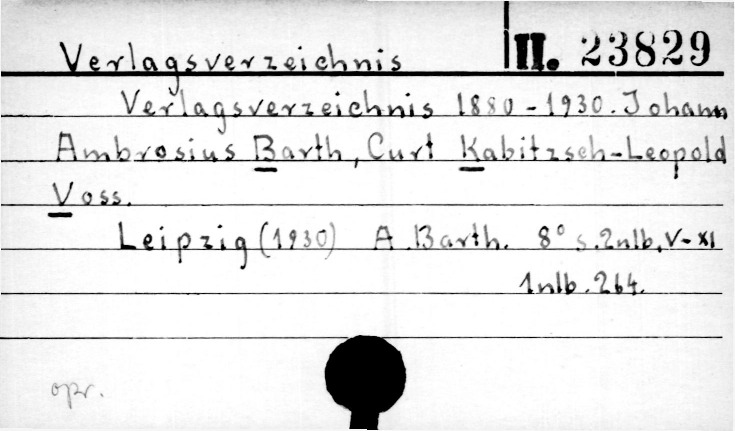 Verlagsverzeichnis II. 23829
Verlagsverzeichnis 1880-1930. Johann
Ambrosius Barth, Curt Kabitzsch-Leopold
Voss.
Leipzig (1930) A. Barth. 8° s. 2nlb. V-XI
1nlb. 264.
opr.